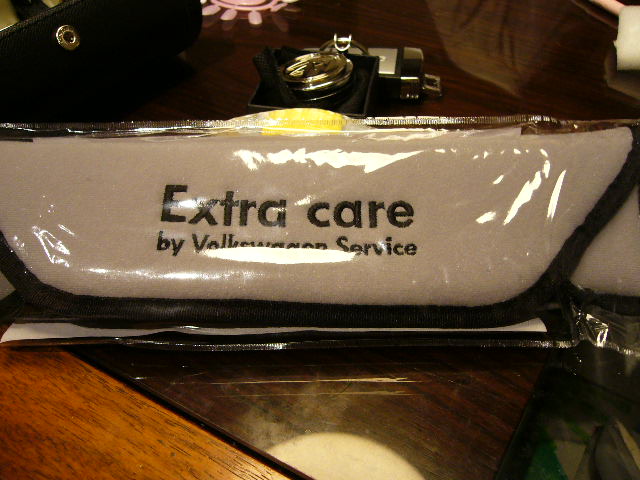 Extra care
by Volkswagen Service